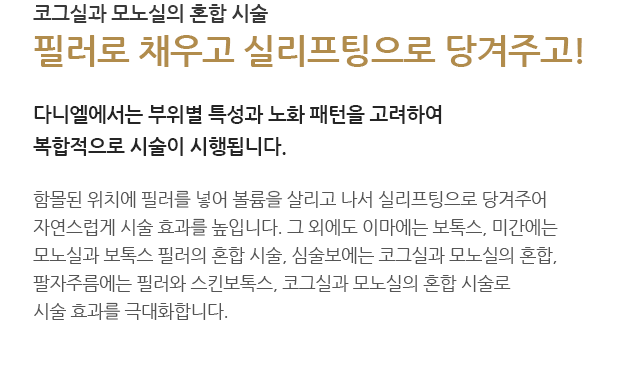 코그실과 모노실의 혼합 시술
필러로 채우고 실리프팅으로 당겨주고!
다니엘에서는 부위별 특성과 노화 패턴을 고려하여
복합적으로 시술이 시행됩니다.
함몰된 위치에 필러를 넣어 볼륨을 살리고 나서 실리프팅으로 당겨주어
자연스럽게 시술 효과를 높입니다. 그 외에도 이마에는 보톡스, 미간에는
모노실과 보톡스 필러의 혼합 시술, 심술보에는 코그실과 모노실의 혼합,
팔자주름에는 필러와 스킨보톡스, 코그실과 모노실의 혼합 시술로
시술 효과를 극대화합니다.